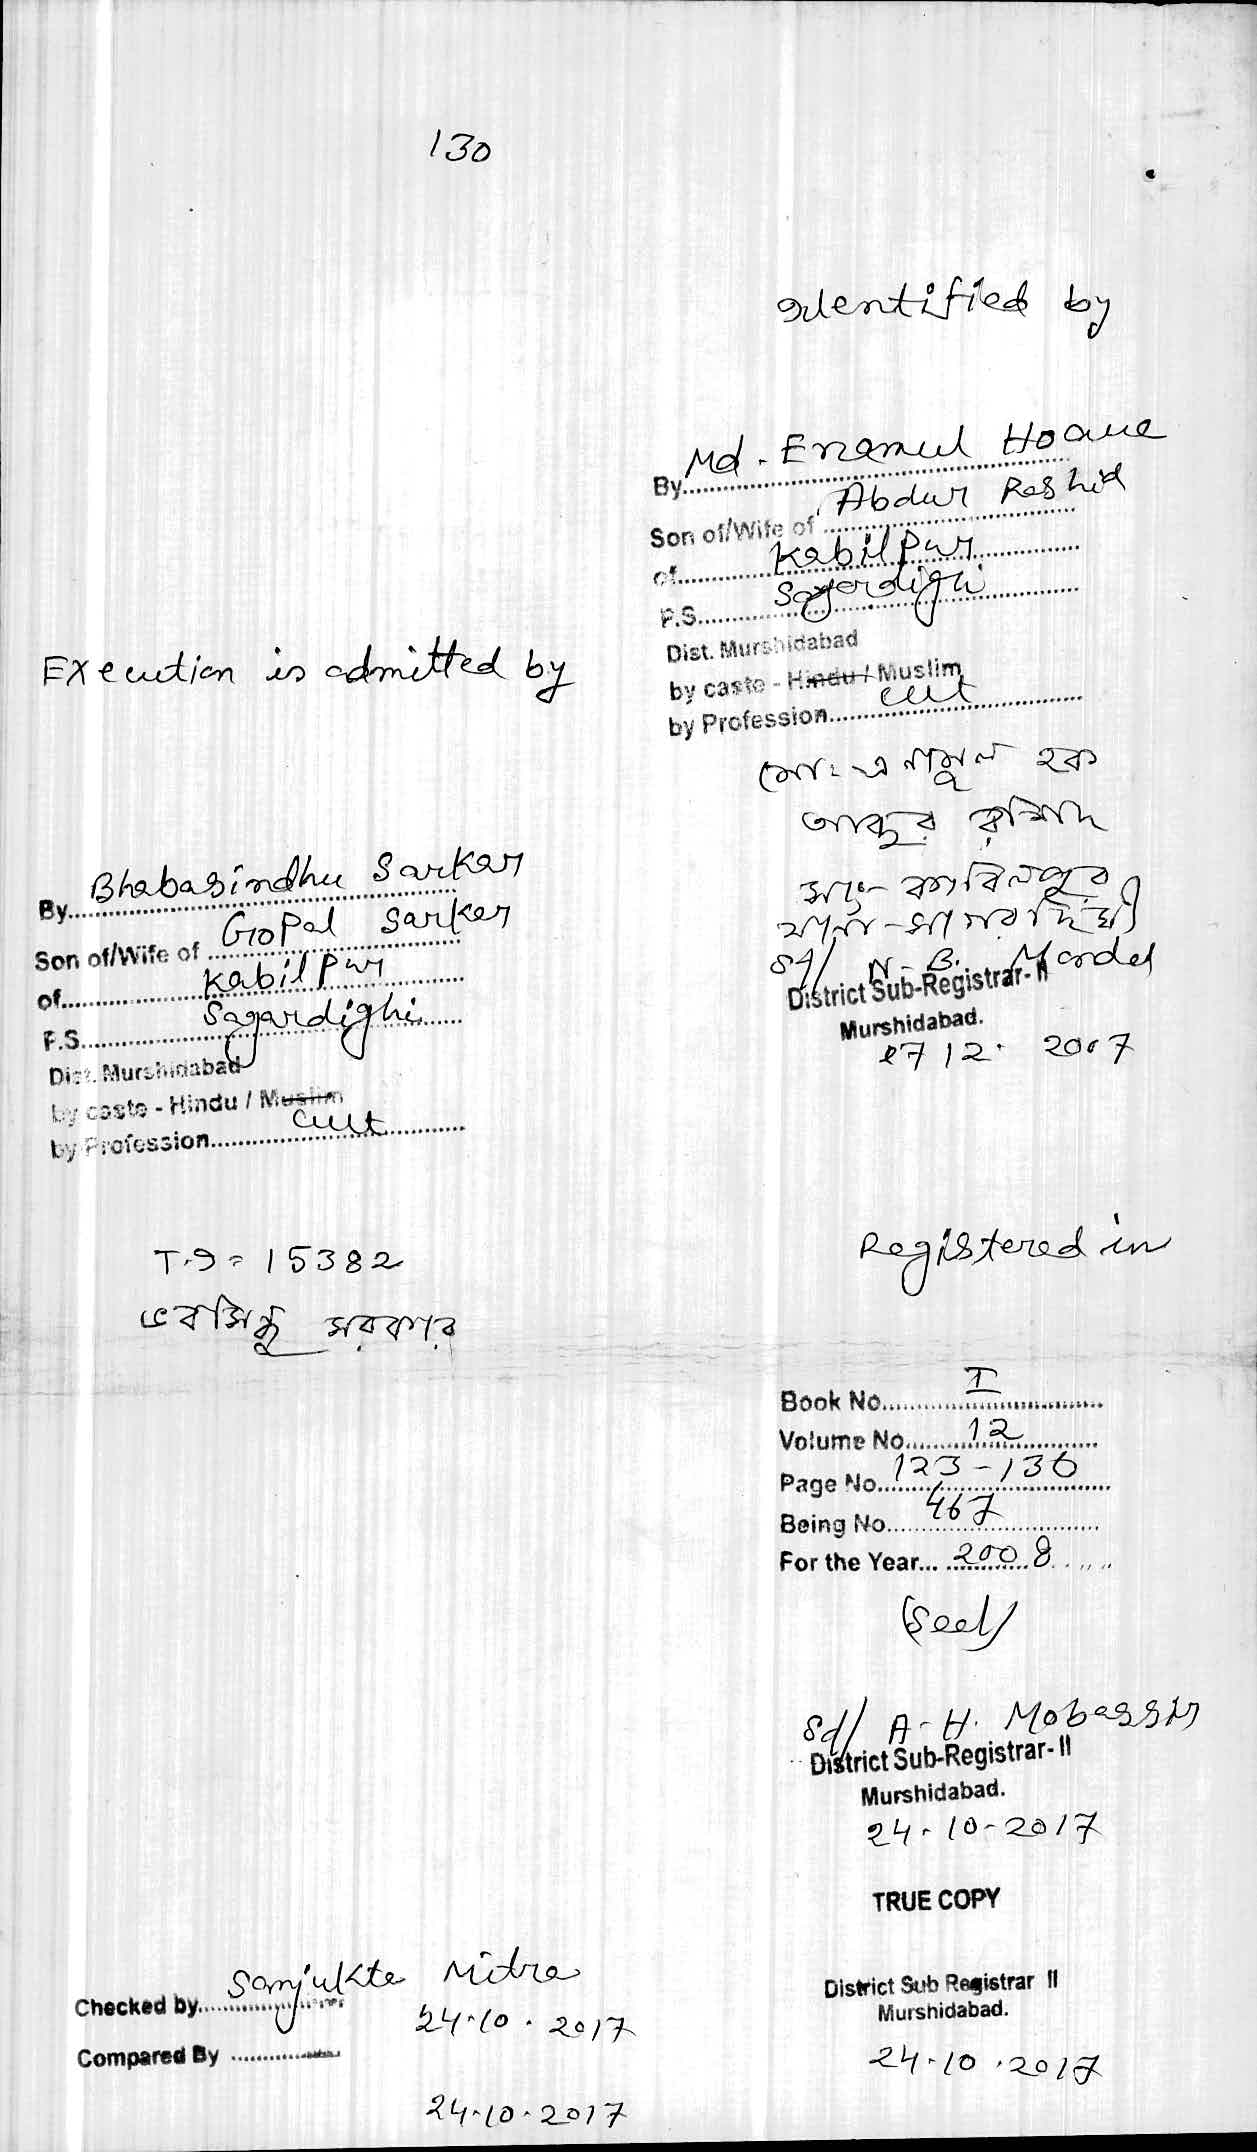 130
Identified by
By Md. Enamul Hoque
Son of/Wife of Abdur Rashid
of Kabilpur
P.S. Sagardighi
Dist. Murshidabad
by caste - Hindu / Muslim
by Profession cult
মোঃ এনামুল হক
আব্দুর রশিদ
সাং- কাবিলপুর
থানা - সাগরদিঘী
Sd/ N. B. Mondal
District Sub-Registrar- II
Murshidabad.
27 12. 2007
Execution is admitted by
By Bhabasindhu Sarkar
Son of/Wife of Gopal Sarkar
of Kabilpur
P.S. Sagardighi
Dist. Murshidabad
by caste - Hindu / Muslim
by Profession cult
15382
ভবসিন্ধু সরকার
Registered in
Book No. I
Volume No. 12
Page No. 123 - 130
Being No. 467
For the Year 2008
(Seal)
Sd/ A. H. Mobassir
District Sub-Registrar- II
Murshidabad.
24-10-2017
TRUE COPY
District Sub Registrar II
Murshidabad.
24.10.2017
Checked by Sanjukta Mitra
24.10.2017
Compared By
24.10.2017